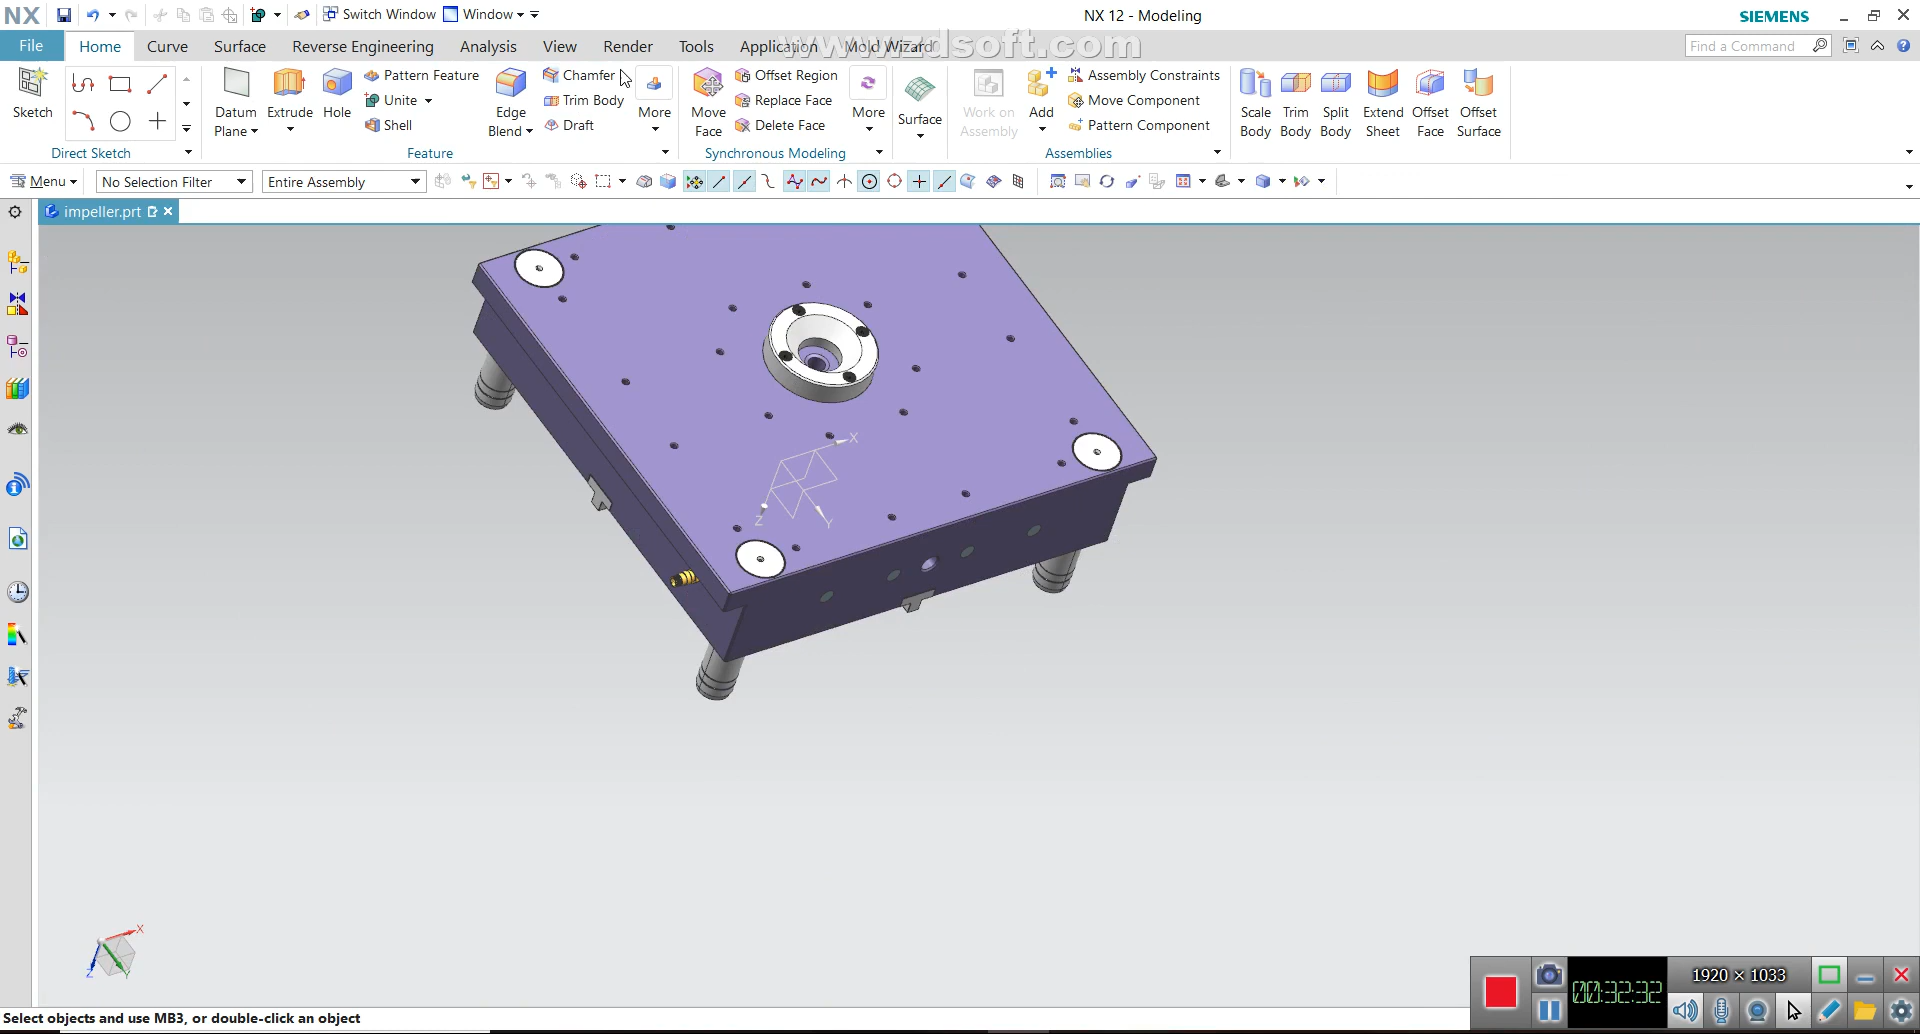 NX
Switch Window
Window
NX 12 - Modeling
SIEMENS
File
Home
Curve
Surface
Reverse Engineering
Analysis
View
Render
Tools
Application
Mold Wizard
www.zdsoft.com
Find a Command
Sketch
Direct Sketch
Datum
Plane
Extrude
Hole
Pattern Feature
Unite
Shell
Edge
Blend
Chamfer
Trim Body
Draft
More
Feature
Move
Face
Offset Region
Replace Face
Delete Face
More
Synchronous Modeling
Surface
Work on
Assembly
Add
Assembly Constraints
Move Component
Pattern Component
Assemblies
Scale
Body
Trim
Body
Split
Body
Extend
Sheet
Offset
Face
Offset
Surface
Menu
No Selection Filter
Entire Assembly
impeller.prt
X
Z
Y
X
Z
Y
1920 × 1033
00:32:32
Select objects and use MB3, or double-click an object